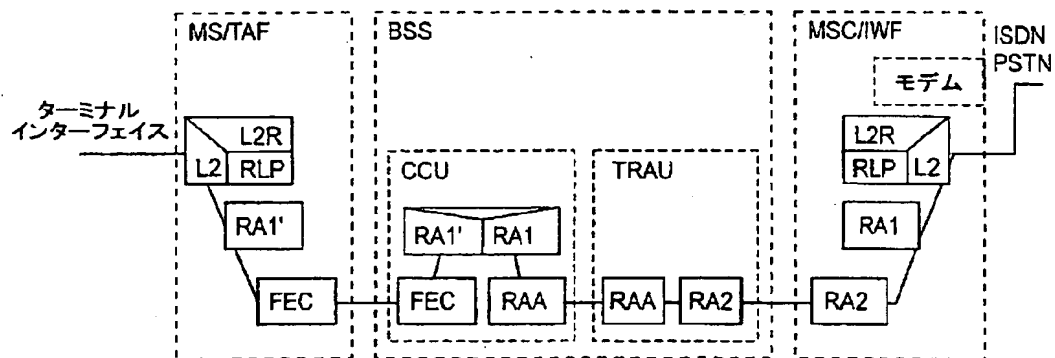 MS/TAF
BSS
MSC/IWF
ISDN
PSTN
モデム
ターミナル
インターフェイス
L2R
L2
RLP
L2R
RLP
L2
CCU
TRAU
RA1'
RA1'
RA1
RA1
FEC
FEC
RAA
RAA
RA2
RA2